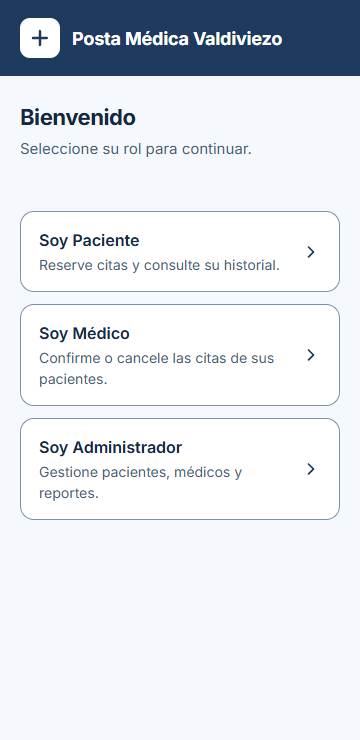 Posta Médica Valdiviezo
Bienvenido
Seleccione su rol para continuar.
Soy Paciente
Reserve citas y consulte su historial.
Soy Médico
Confirme o cancele las citas de sus
pacientes.
Soy Administrador
Gestione pacientes, médicos y
reportes.